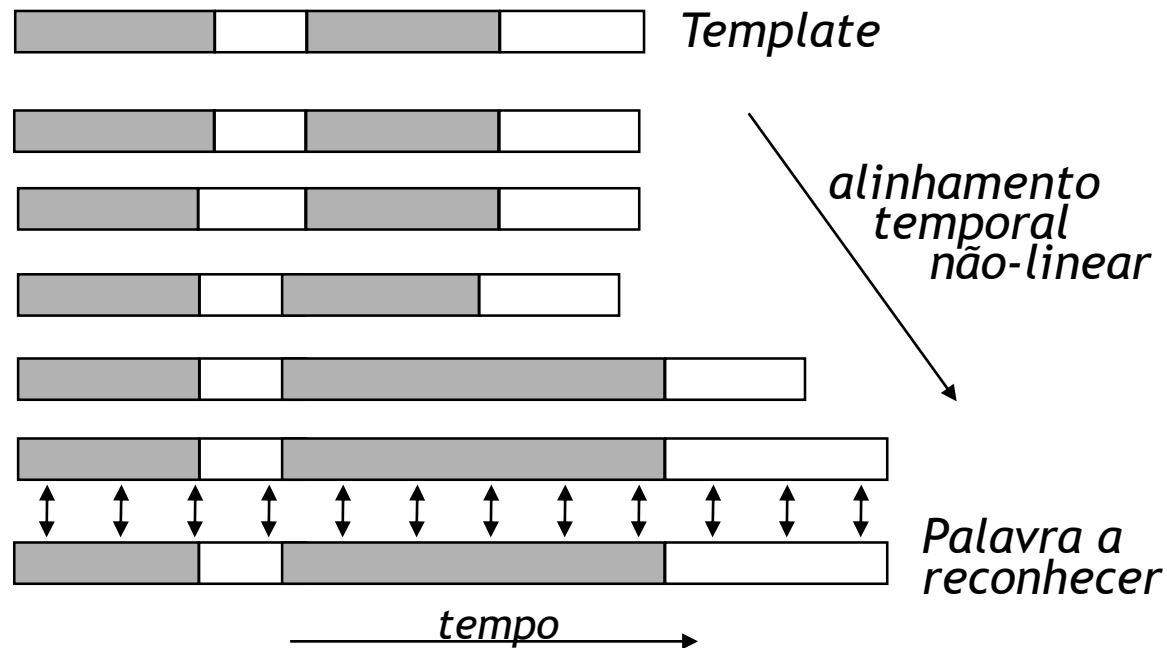 Template
alinhamento
temporal
não-linear
Palavra a
reconhecer
tempo